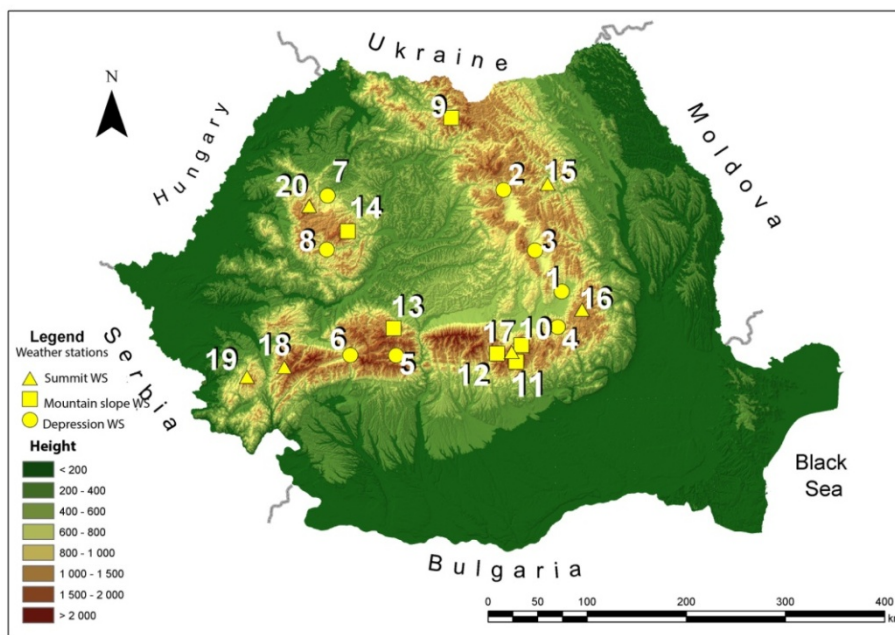 Ukraine
Hungary
Moldova
Serbia
Bulgaria
Black
Sea
N
9
7
20
14
8
2
15
3
1
16
13
10
17
4
6
5
12
11
18
19
Legend
Weather stations
Summit WS
Mountain slope WS
Depression WS
Height
< 200
200 - 400
400 - 600
600 - 800
800 - 1 000
1 000 - 1 500
1 500 - 2 000
> 2 000
0 50 100 200 300 400